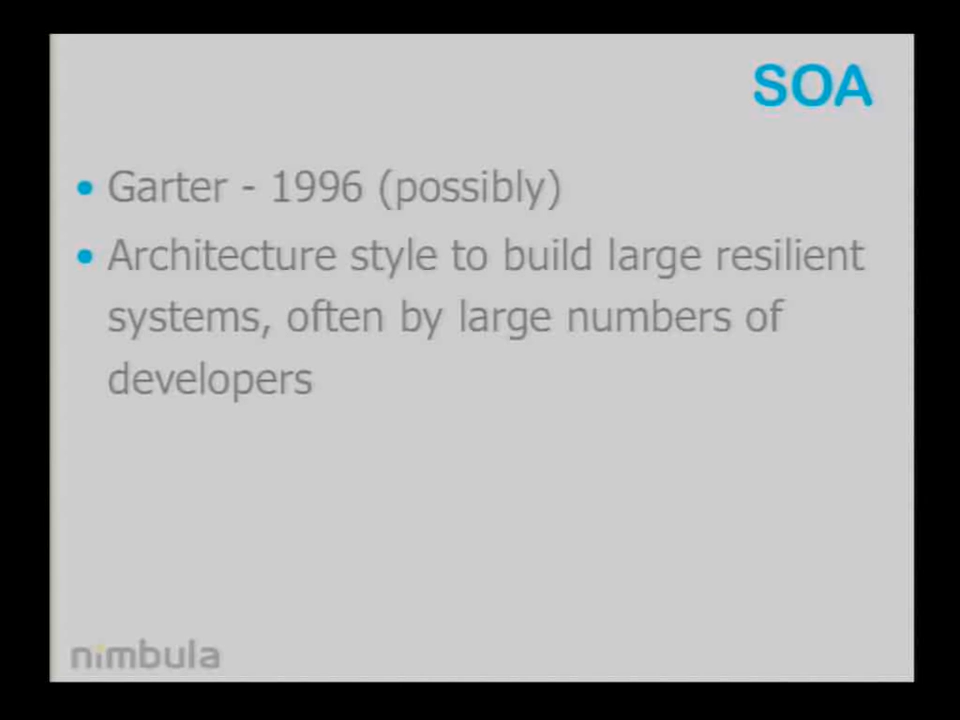 SOA
• Garter - 1996 (possibly)
• Architecture style to build large resilient
systems, often by large numbers of
developers
nimbula